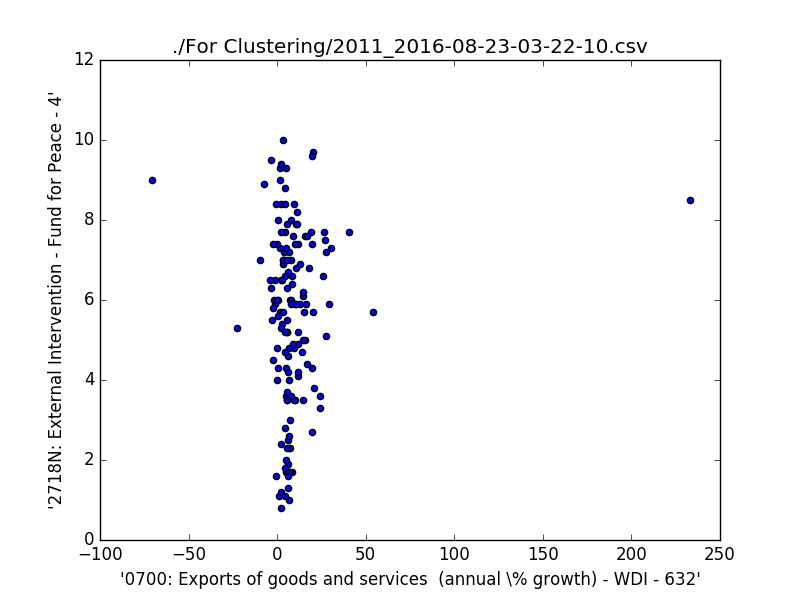 ./For Clustering/2011_2016-08-23-03-22-10.csv
'2718N: External Intervention - Fund for Peace - 4'
12
10
8
6
4
2
0
−100 −50 0 50 100 150 200 250
'0700: Exports of goods and services  (annual \% growth) - WDI - 632'